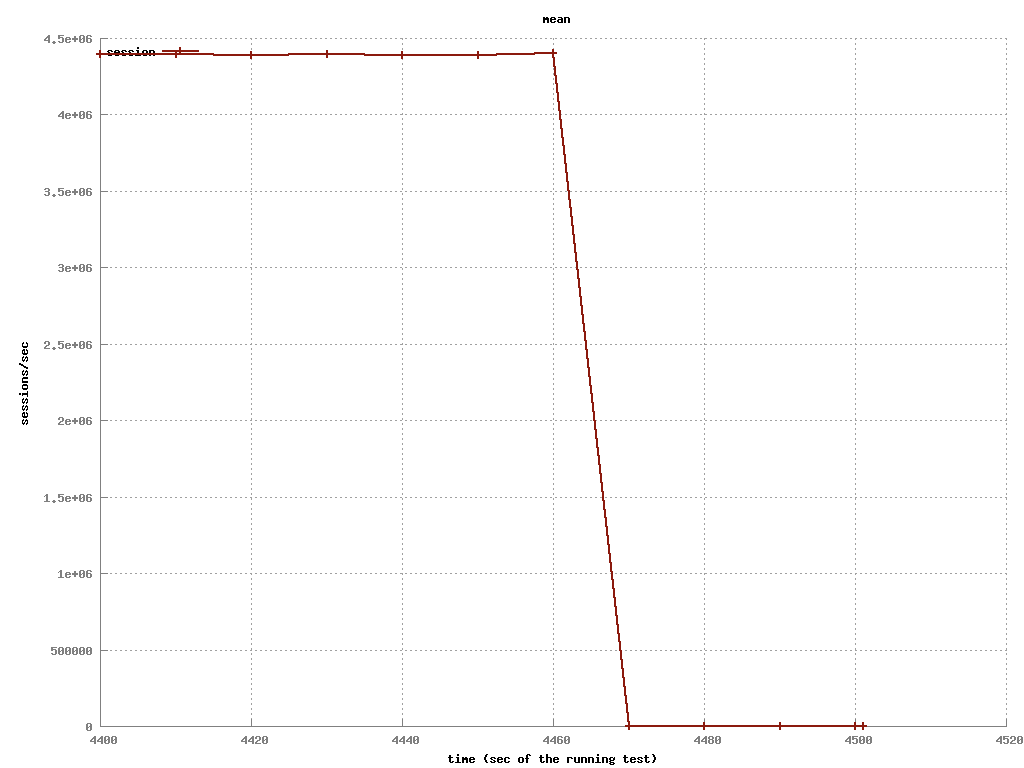 mean
4.5e+06
session
4e+06
3.5e+06
3e+06
2.5e+06
2e+06
1.5e+06
1e+06
500000
0
sessions/sec
4400 4420 4440 4460 4480 4500 4520
time (sec of the running test)